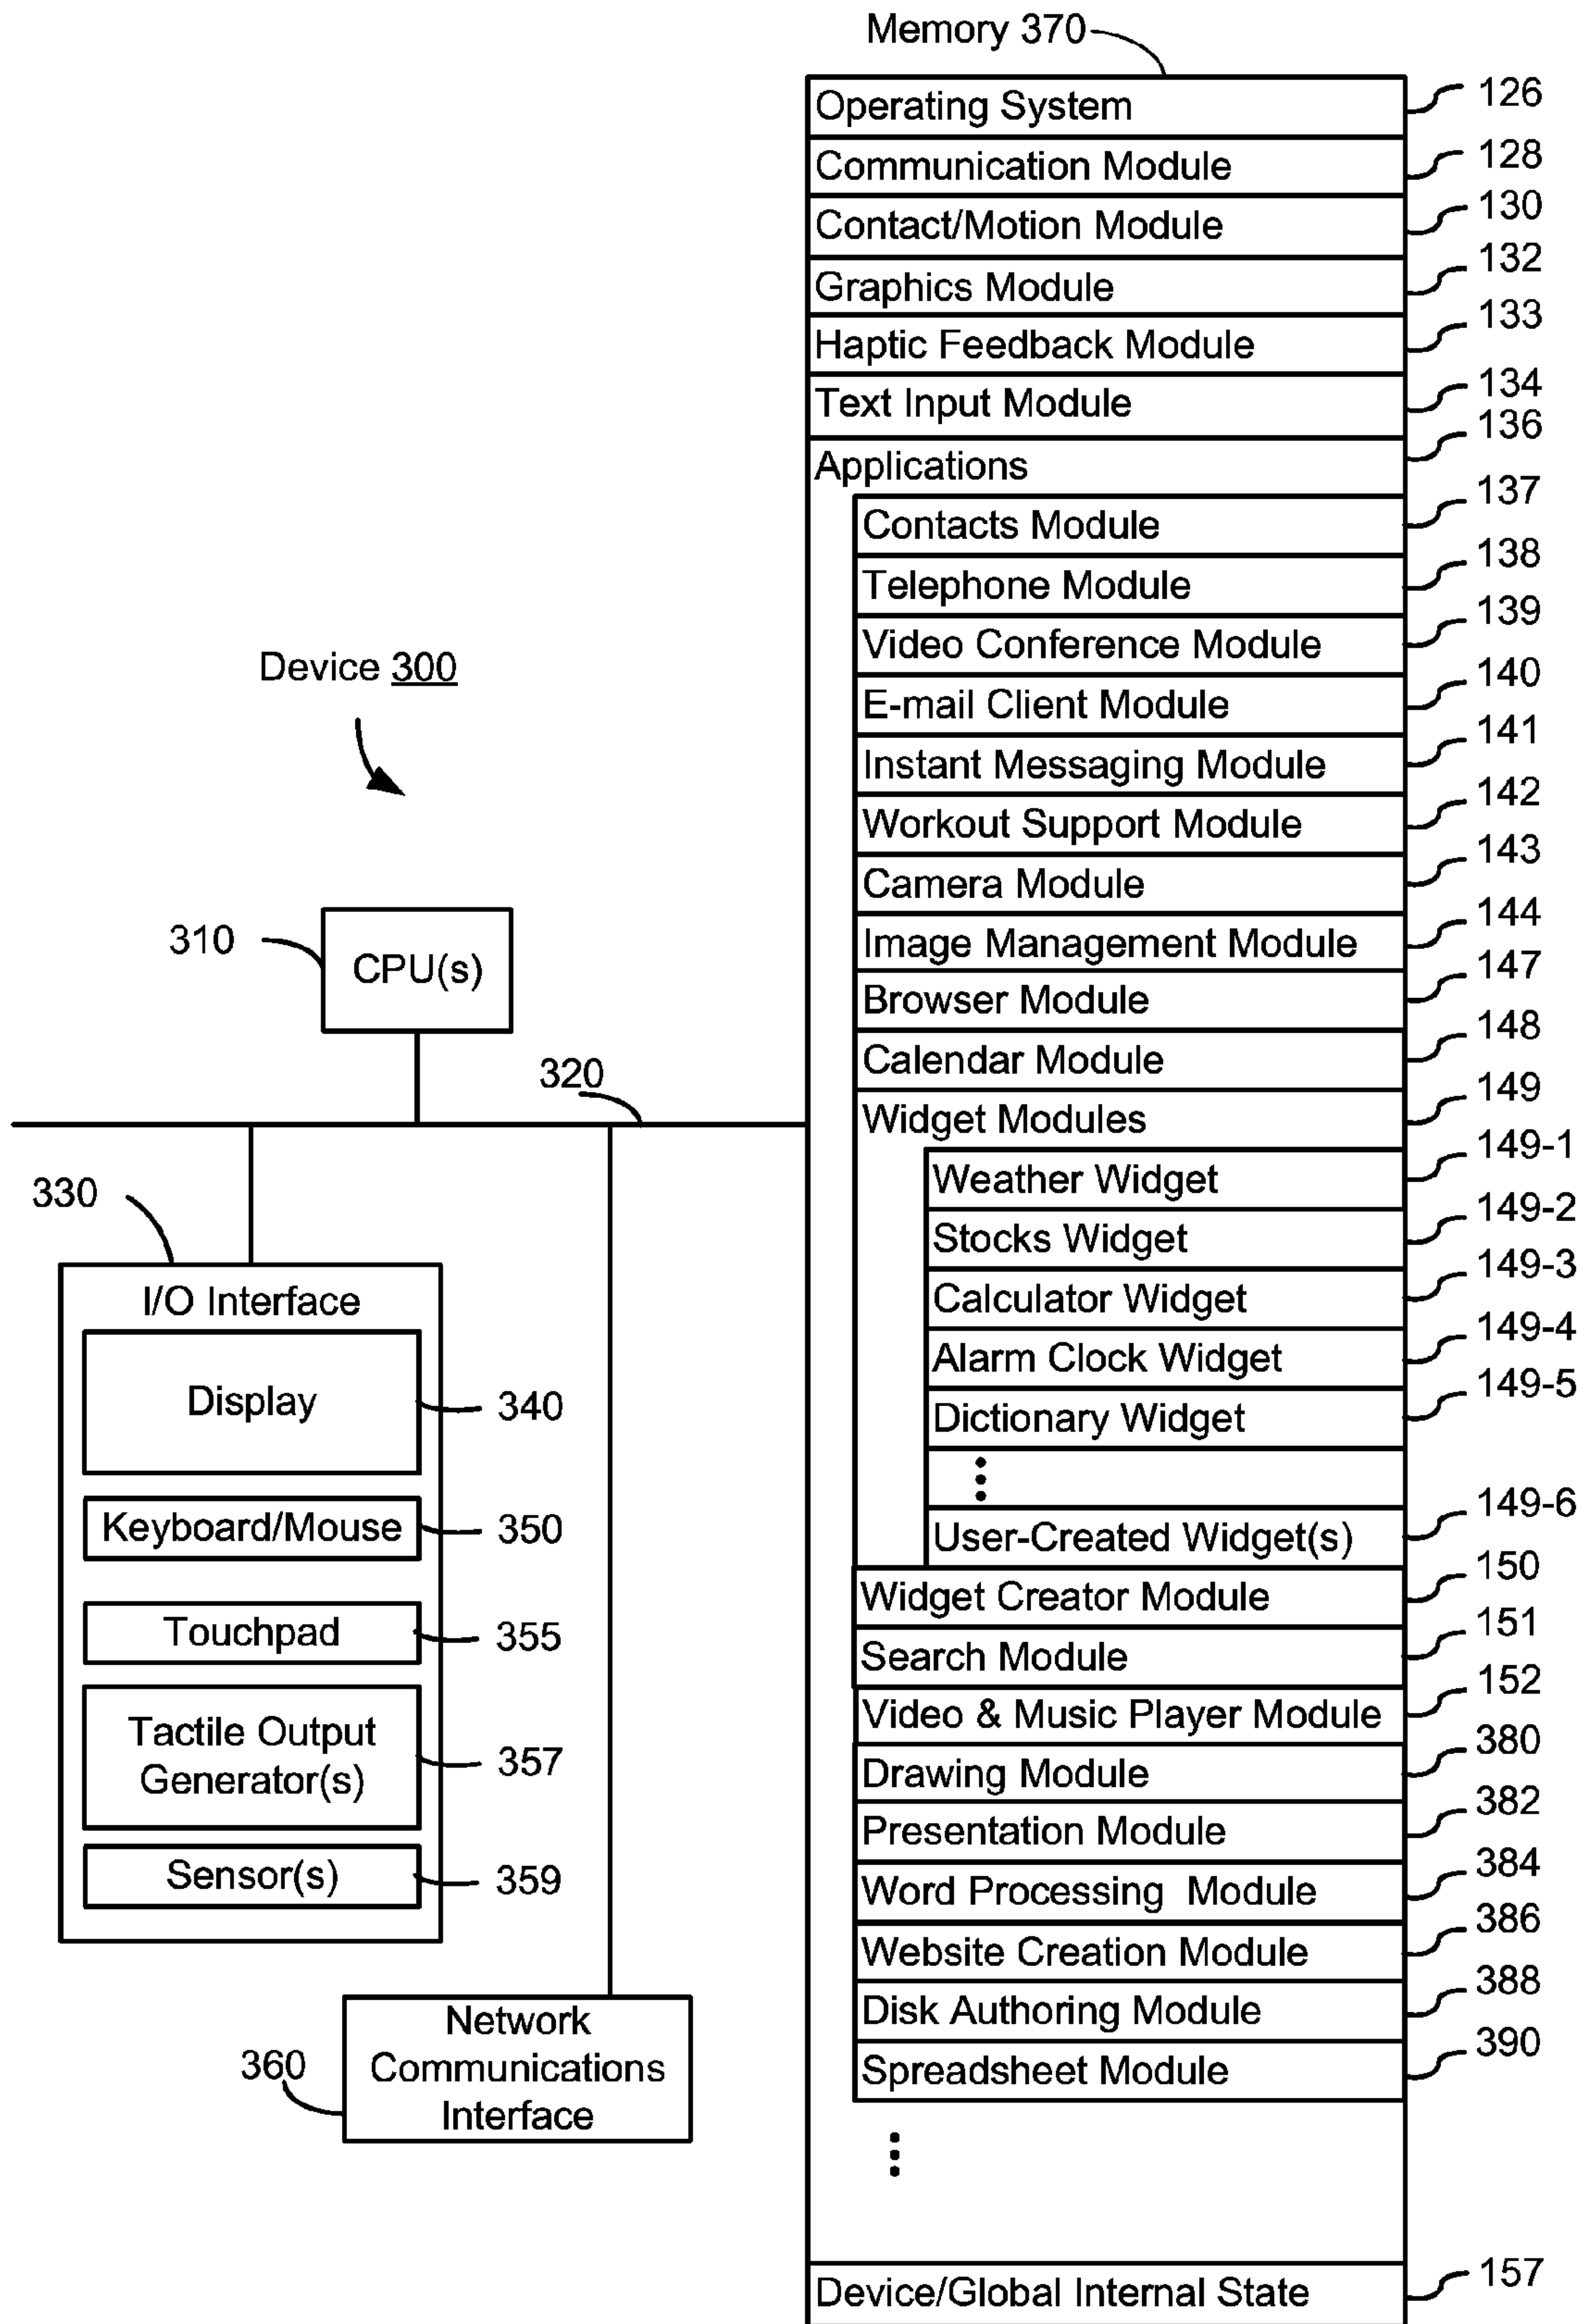 Memory 370
Operating System 126
Communication Module 128
Contact/Motion Module 130
Graphics Module 132
Haptic Feedback Module 133
Text Input Module 134
Applications 136
Contacts Module 137
Telephone Module 138
Video Conference Module 139
E-mail Client Module 140
Instant Messaging Module 141
Workout Support Module 142
Camera Module 143
Image Management Module 144
Browser Module 147
Calendar Module 148
Widget Modules 149
Weather Widget 149-1
Stocks Widget 149-2
Calculator Widget 149-3
Alarm Clock Widget 149-4
Dictionary Widget 149-5
User-Created Widget(s) 149-6
Widget Creator Module 150
Search Module 151
Video & Music Player Module 152
Drawing Module 380
Presentation Module 382
Word Processing Module 384
Website Creation Module 386
Disk Authoring Module 388
Spreadsheet Module 390
Device/Global Internal State 157
Device 300
310 CPU(s)
320
330
I/O Interface
Display 340
Keyboard/Mouse 350
Touchpad 355
Tactile Output
Generator(s) 357
Sensor(s) 359
360
Network
Communications
Interface